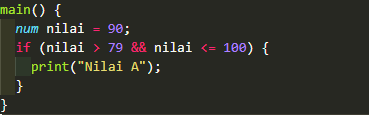 main() {
  num nilai = 90;
  if (nilai > 79 && nilai <= 100) {
    print("Nilai A");
  }
}